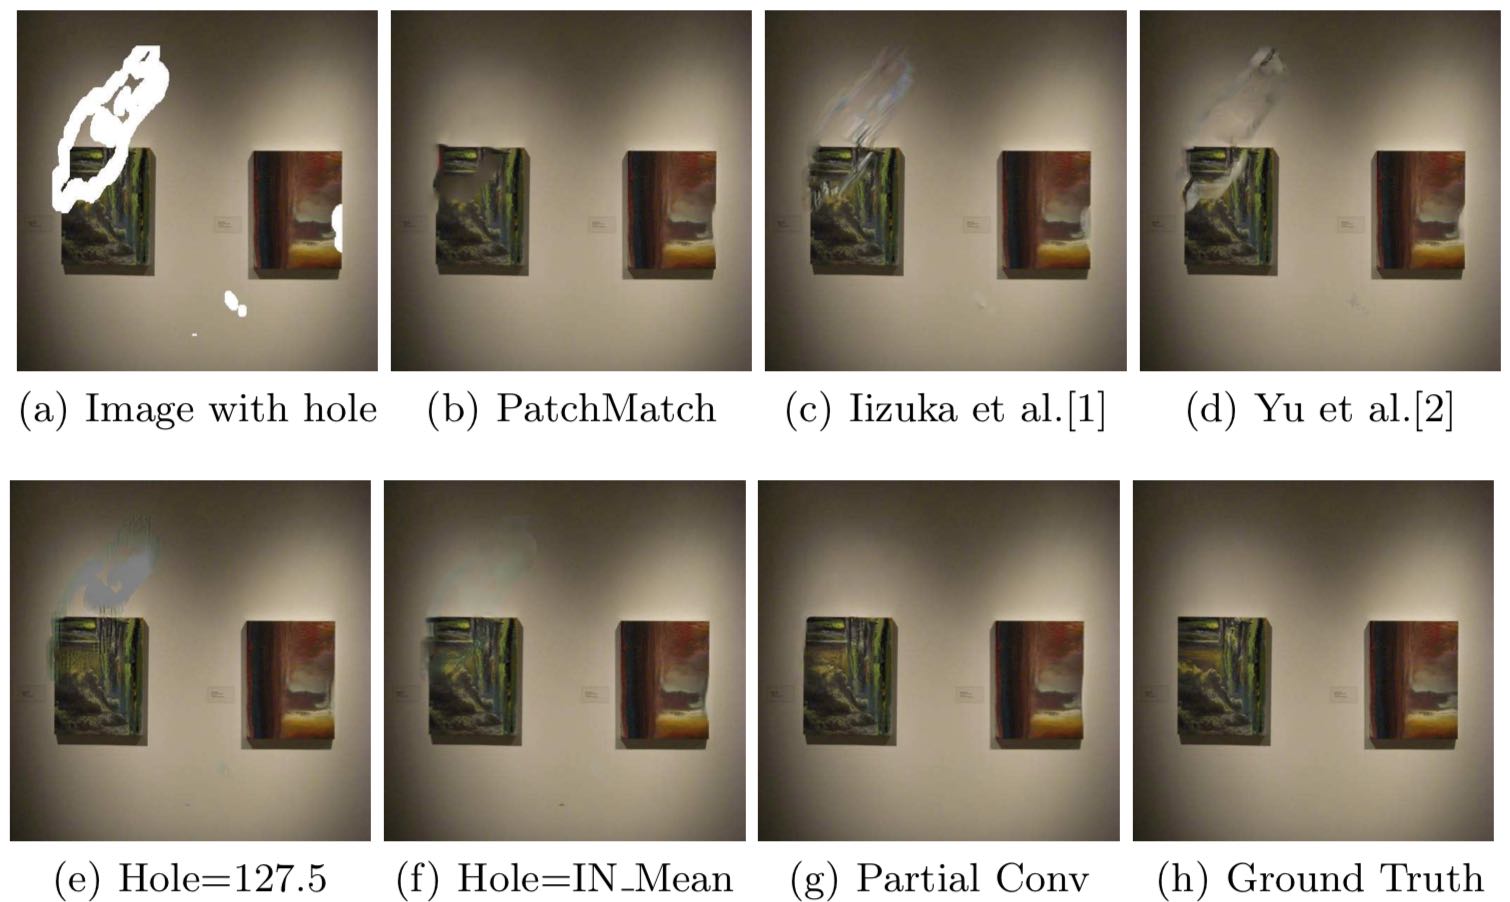 (a) Image with hole
(b) PatchMatch
(c) Iizuka et al.[1]
(d) Yu et al.[2]
(e) Hole=127.5
(f) Hole=IN_Mean
(g) Partial Conv
(h) Ground Truth